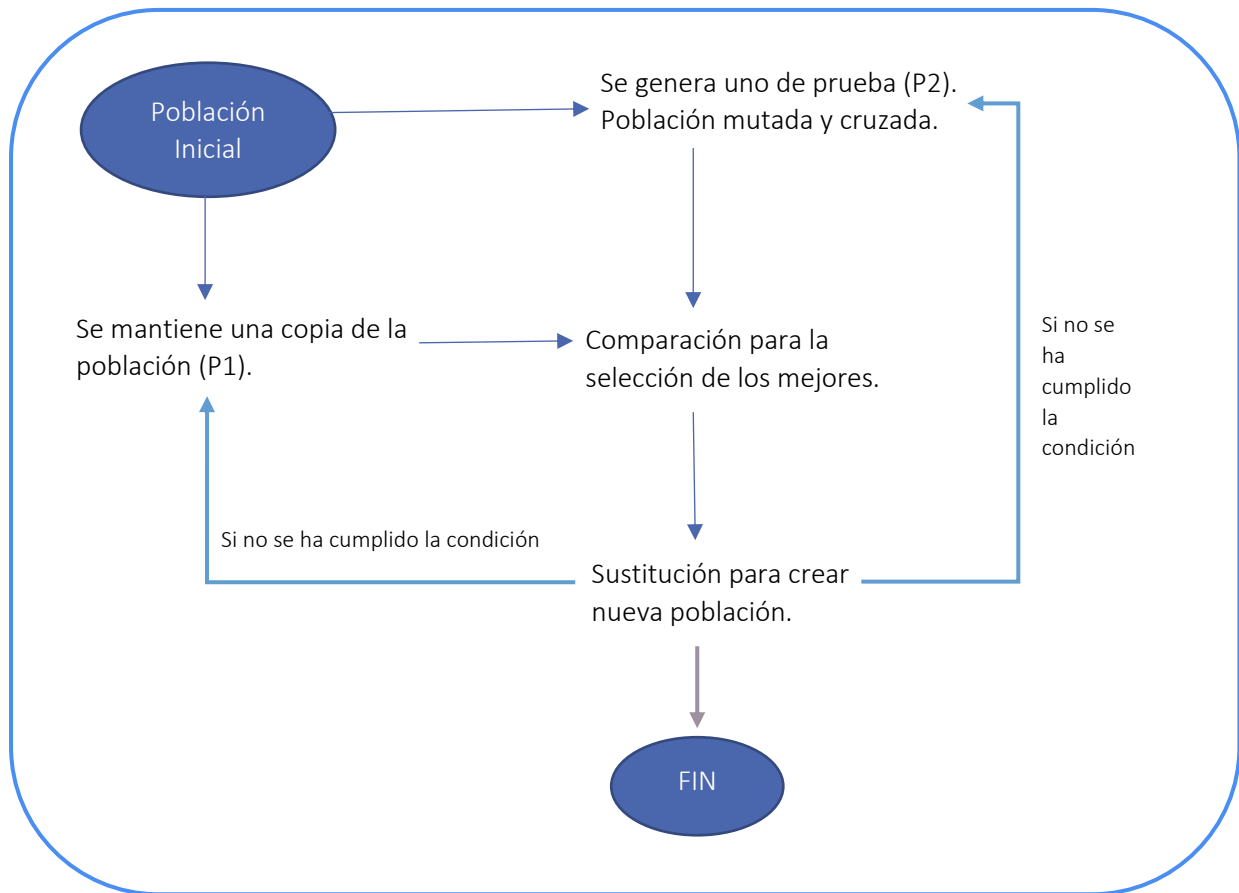 Población
Inicial
Se genera uno de prueba (P2).
Población mutada y cruzada.
Se mantiene una copia de la
población (P1).
Comparación para la
selección de los mejores.
Si no se
ha
cumplido
la
condición
Si no se ha cumplido la condición
Sustitución para crear
nueva población.
FIN